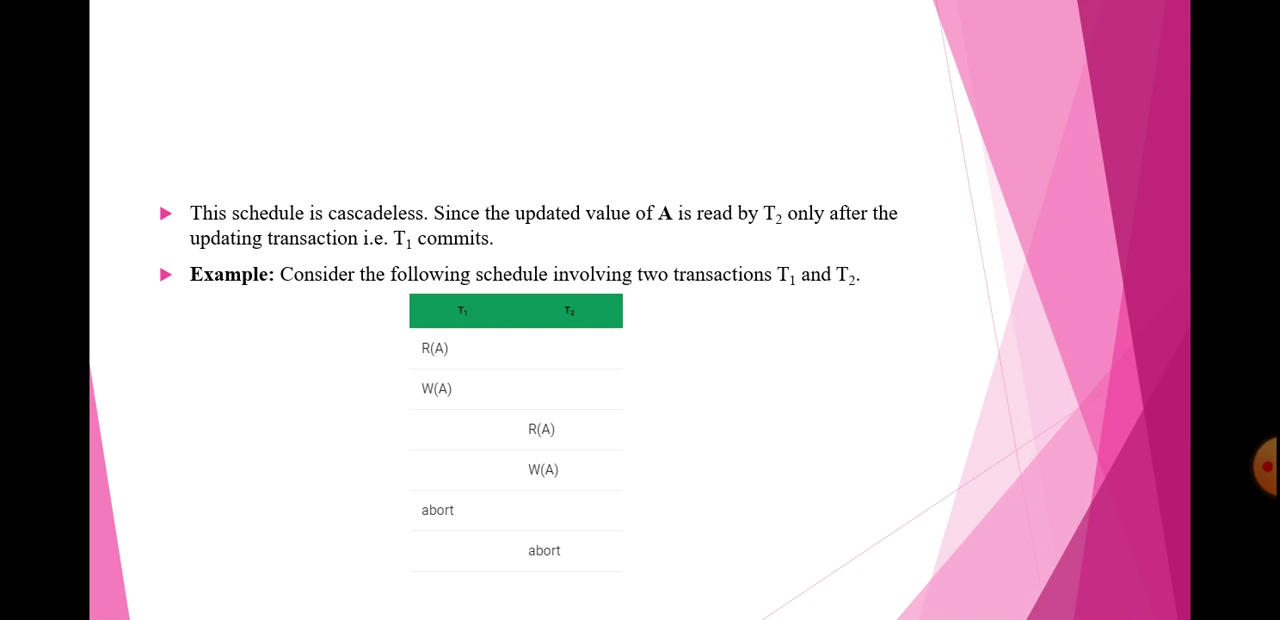 This schedule is cascadeless. Since the updated value of A is read by T₂ only after the
updating transaction i.e. T₁ commits.
Example: Consider the following schedule involving two transactions T₁ and T₂.
T₁ T₂
R(A)
W(A)
R(A)
W(A)
abort
abort